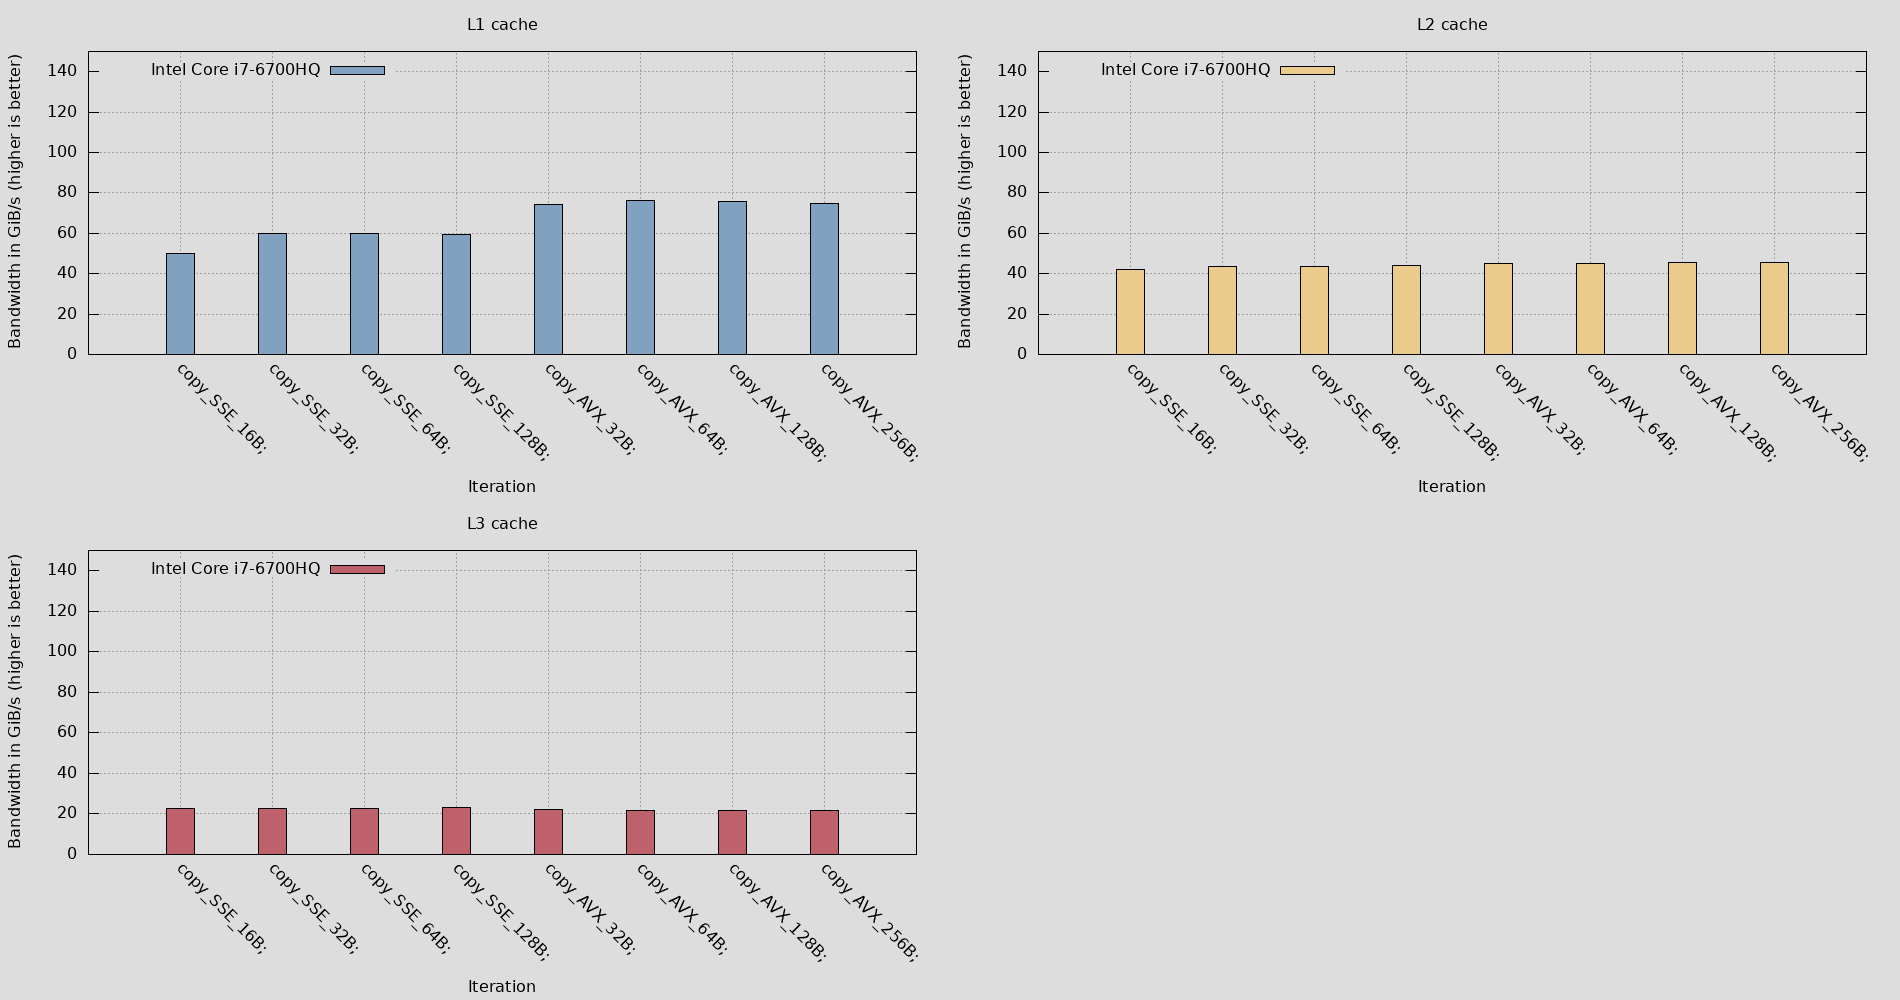 L1 cache
Bandwidth in GiB/s (higher is better)
Intel Core i7-6700HQ
140
120
100
80
60
40
20
0
copy_SSE_16B;
copy_SSE_32B;
copy_SSE_64B;
copy_SSE_128B;
copy_AVX_32B;
copy_AVX_64B;
copy_AVX_128B;
copy_AVX_256B;
Iteration
L2 cache
Bandwidth in GiB/s (higher is better)
Intel Core i7-6700HQ
140
120
100
80
60
40
20
0
copy_SSE_16B;
copy_SSE_32B;
copy_SSE_64B;
copy_SSE_128B;
copy_AVX_32B;
copy_AVX_64B;
copy_AVX_128B;
copy_AVX_256B;
Iteration
L3 cache
Bandwidth in GiB/s (higher is better)
Intel Core i7-6700HQ
140
120
100
80
60
40
20
0
copy_SSE_16B;
copy_SSE_32B;
copy_SSE_64B;
copy_SSE_128B;
copy_AVX_32B;
copy_AVX_64B;
copy_AVX_128B;
copy_AVX_256B;
Iteration